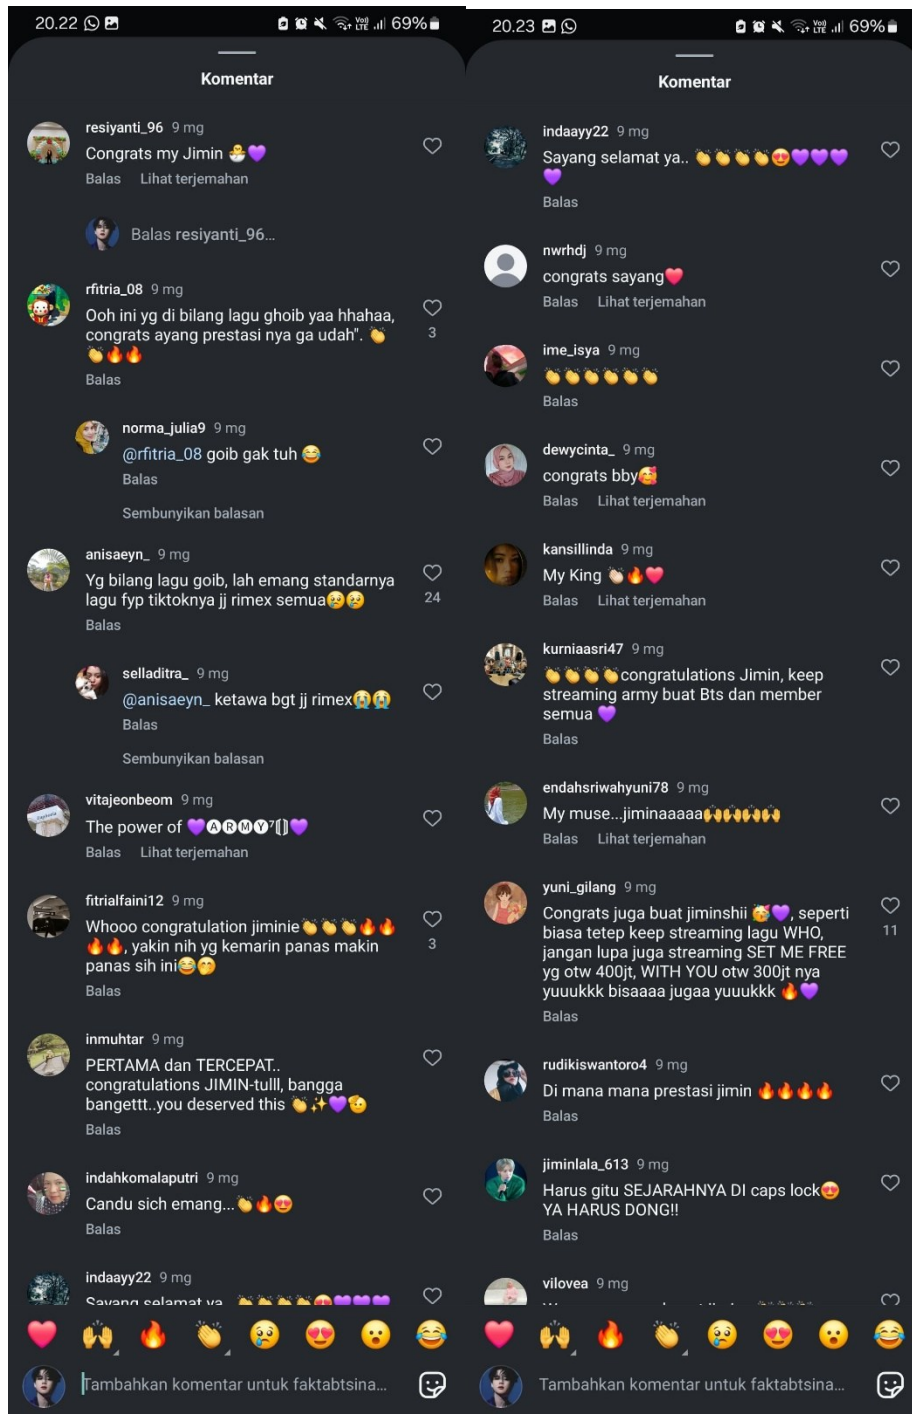 20.22 69%
Komentar
resiyanti_96 9 mg
Congrats my Jimin 🐣💜
Balas Lihat terjemahan
Balas resiyanti_96...
rfitria_08 9 mg
Ooh ini yg di bilang lagu ghoib yaa hhahaa,
congrats ayang prestasi nya ga udah". 👏
👏🔥🔥
3
Balas
norma_julia9 9 mg
@rfitria_08 goib gak tuh 😂
Balas
Sembunyikan balasan
anisaeyn_ 9 mg
Yg bilang lagu goib, lah emang standarnya
lagu fyp tiktoknya jj rimex semua😢😢
24
Balas
selladitra_ 9 mg
@anisaeyn_ ketawa bgt jj rimex😭😭
Balas
Sembunyikan balasan
vitajeonbeom 9 mg
The power of 💜🅐🅡🅜🅨⁷⟭⟬💜
Balas Lihat terjemahan
fitrialfaini12 9 mg
Whooo congratulation jiminie👏👏👏🔥🔥
🔥🔥, yakin nih yg kemarin panas makin
panas sih ini😂🤭
3
Balas
inmuhtar 9 mg
PERTAMA dan TERCEPAT..
congratulations JIMIN-tulll, bangga
bangettt..you deserved this 👏✨💜🫡
Balas
indahkomalaputri 9 mg
Candu sich emang...👏🔥😍
Balas
indaayy22 9 mg
Sayang selamat ya.. 👏👏👏👏😍💜💜💜
Tambahkan komentar untuk faktabtsina...
20.23 69%
Komentar
indaayy22 9 mg
Sayang selamat ya.. 👏👏👏👏😍💜💜💜
💜
Balas
nwrhdj 9 mg
congrats sayang❤️
Balas Lihat terjemahan
ime_isya 9 mg
👏👏👏👏👏👏
Balas
dewycinta_ 9 mg
congrats bby🥰
Balas Lihat terjemahan
kansillinda 9 mg
My King 👏🏻🔥❤️
Balas Lihat terjemahan
kurniaasri47 9 mg
👏👏👏👏congratulations Jimin, keep
streaming army buat Bts dan member
semua 💜
Balas
endahsriwahyuni78 9 mg
My muse...jiminaaaaa🙌🙌🙌🙌
Balas Lihat terjemahan
yuni_gilang 9 mg
Congrats juga buat jiminshii 🥳💜, seperti
biasa tetep keep streaming lagu WHO,
jangan lupa juga streaming SET ME FREE
yg otw 400jt, WITH YOU otw 300jt nya
yuuukkk bisaaaa jugaa yuuukkk 🔥💜
11
Balas
rudikiswantoro4 9 mg
Di mana mana prestasi jimin 🔥🔥🔥🔥
Balas
jiminlala_613 9 mg
Harus gitu SEJARAHNYA DI caps lock😍
YA HARUS DONG!!
Balas
vilovea 9 mg
Tambahkan komentar untuk faktabtsina...